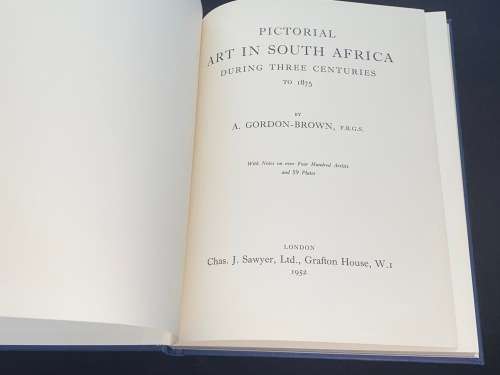 PICTORIAL
ART IN SOUTH AFRICA
DURING THREE CENTURIES
TO 1875
BY
A. GORDON-BROWN, F.R.G.S.
With Notes on over Four Hundred Artists
and 59 Plates
LONDON
Chas. J. Sawyer, Ltd., Grafton House, W.1
1952